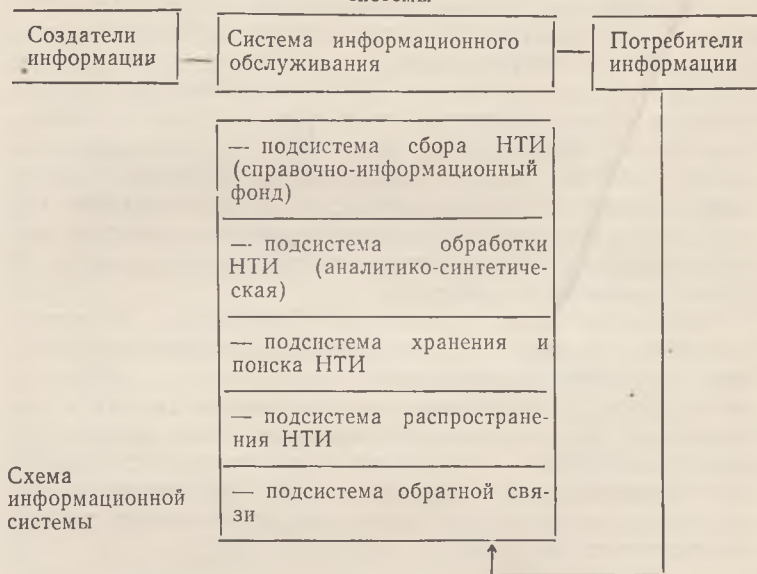 системы
Создатели
информации
Система информационного
обслуживания
Потребители
информации
— подсистема сбора НТИ
(справочно-информационный
фонд)
— подсистема обработки
НТИ (аналитико-синтетиче-
ская)
— подсистема хранения и
поиска НТИ
— подсистема распростране-
ния НТИ
— подсистема обратной свя-
зи
Схема
информационной
системы